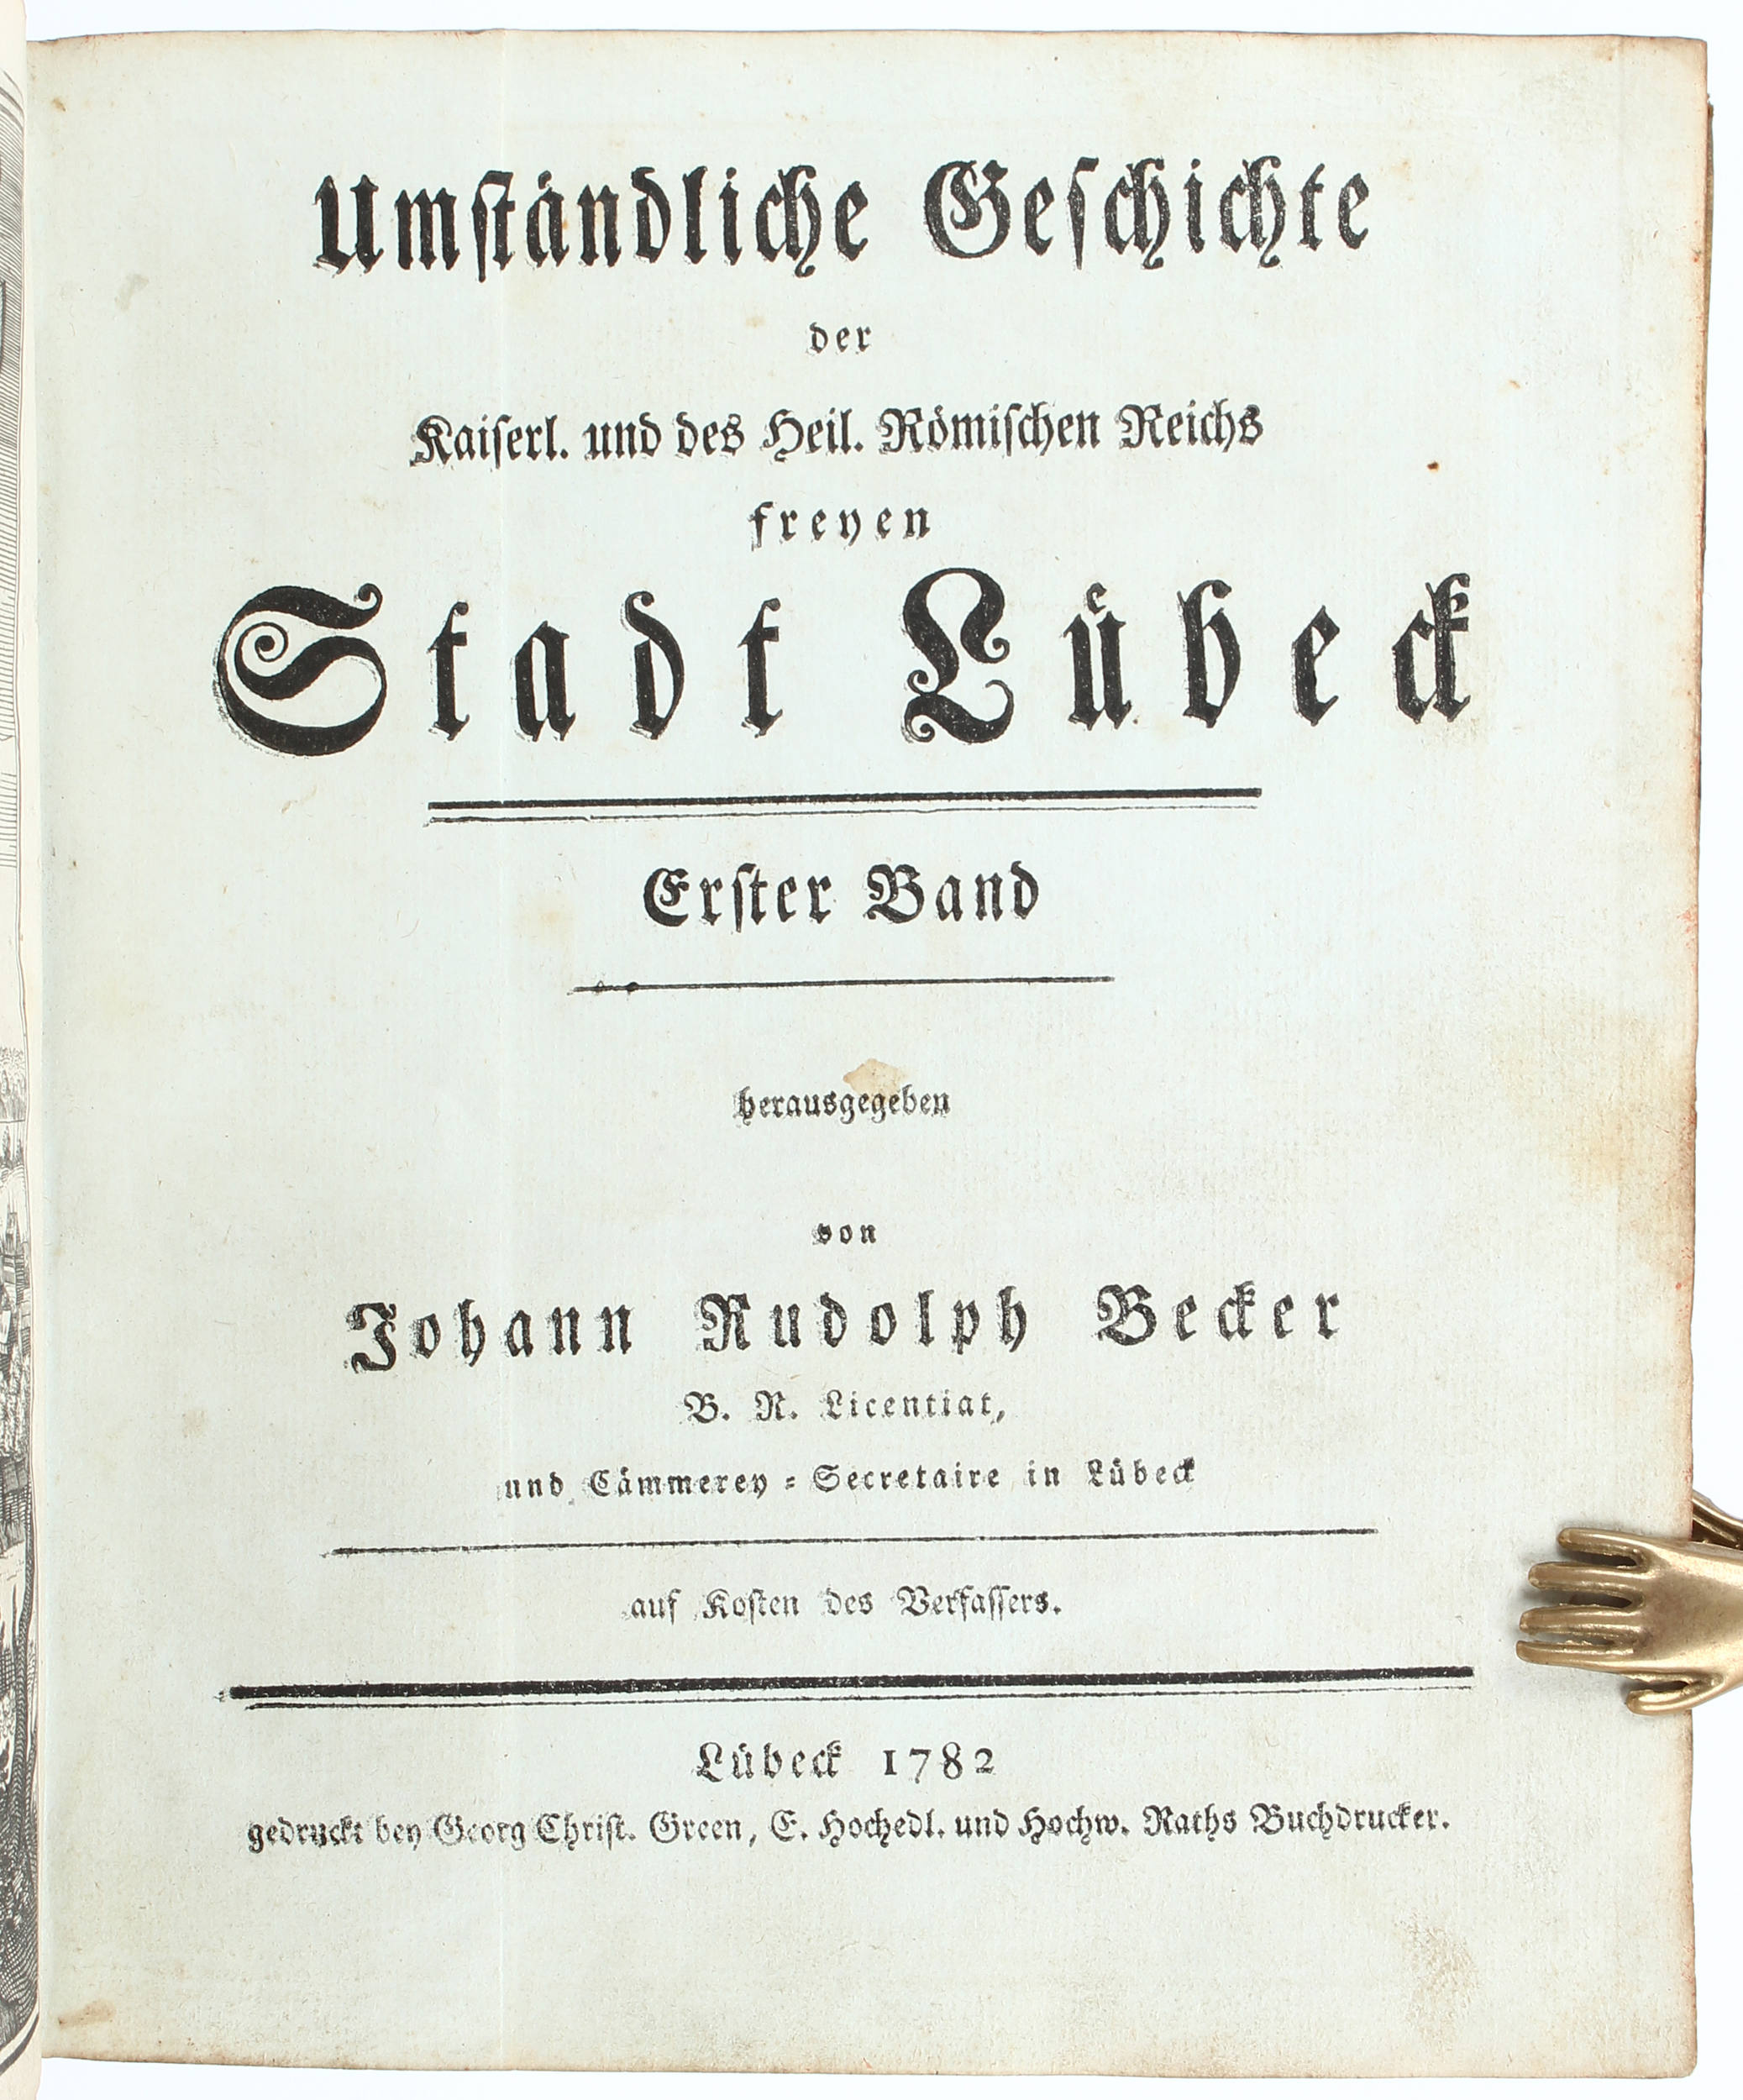 Umſtändliche Geſchichte
der
Kaiſerl. und des Heil. Römiſchen Reichs
freyen
Stadt Lübeck
Erſter Band
herausgegeben
von
Johann Rudolph Becker
B. R. Licentiat,
und Cämmerey = Secretaire in Lübeck
auf Koſten des Verfaſſers.
Lübeck 1782
gedruckt bey Georg Chriſt. Green, E. Hochedl. und Hochw. Raths Buchdrucker.